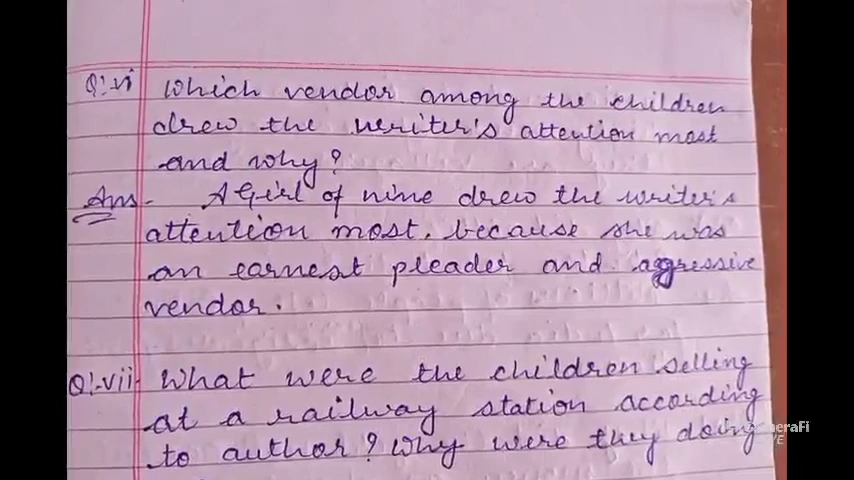 Q:vi which vendor among the children
drew the writer's attention most
and why?
Ans- A Girl of nine drew the writer's
attention most, because she was
an earnest pleader and aggressive
vendor.
Q:-vii- What were the children selling
at a railway station according
to author? Why were they doing